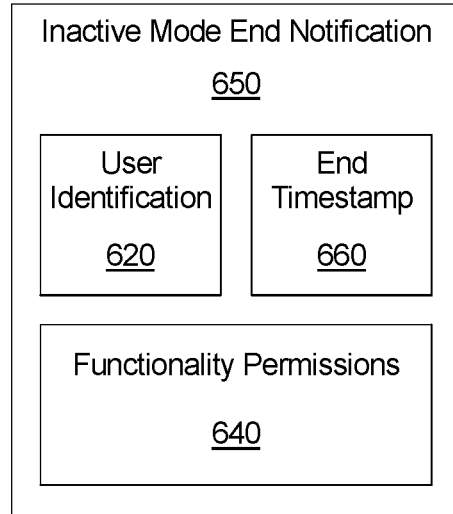 Inactive Mode End Notification
650
User
Identification
620
End
Timestamp
660
Functionality Permissions
640